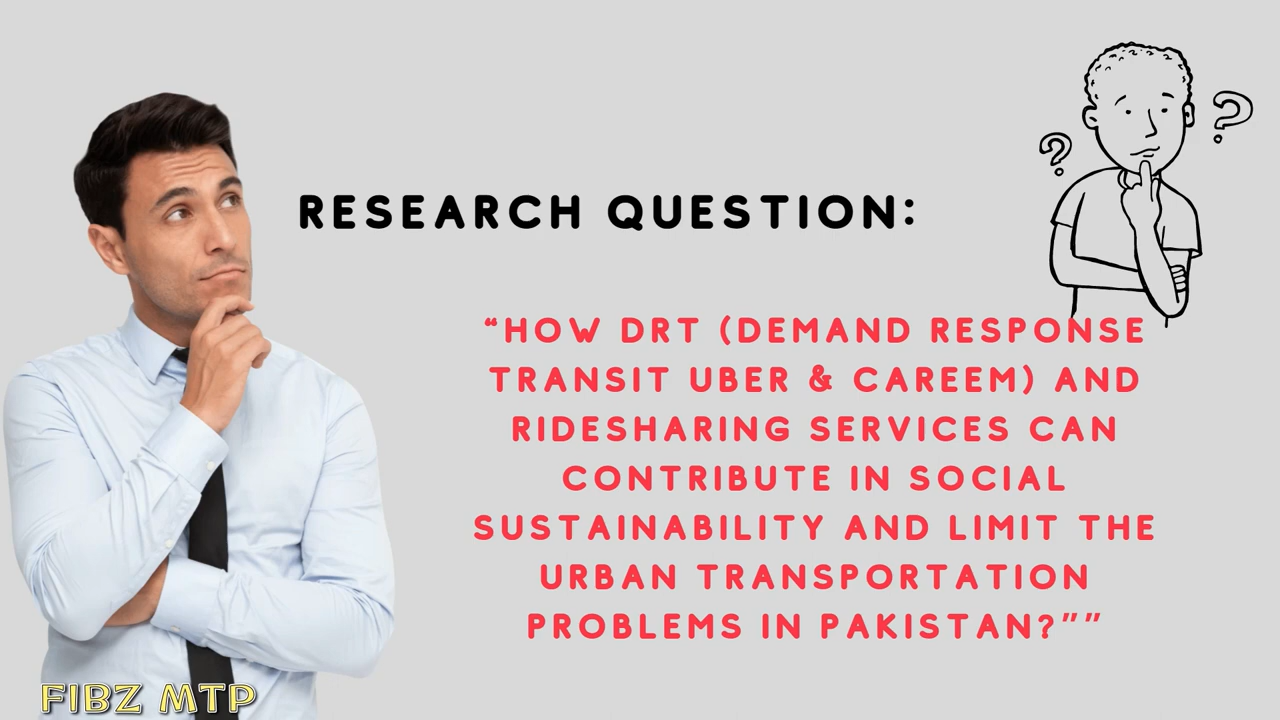 RESEARCH QUESTION:
“HOW DRT (DEMAND RESPONSE
TRANSIT UBER & CAREEM) AND
RIDESHARING SERVICES CAN
CONTRIBUTE IN SOCIAL
SUSTAINABILITY AND LIMIT THE
URBAN TRANSPORTATION
PROBLEMS IN PAKISTAN?””
? ?
FIBZ MTP